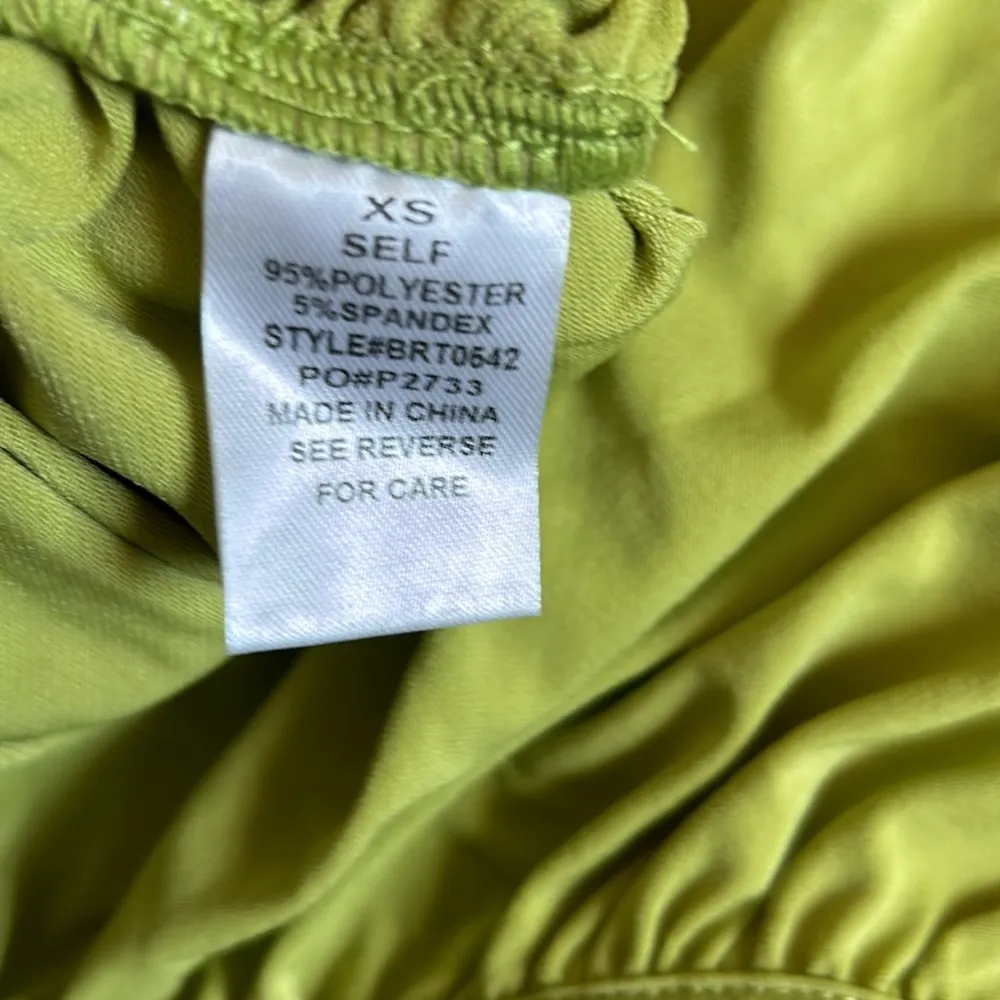 XS
SELF
95%POLYESTER
5%SPANDEX
STYLE#BRT0642
PO#P2733
MADE IN CHINA
SEE REVERSE
FOR CARE